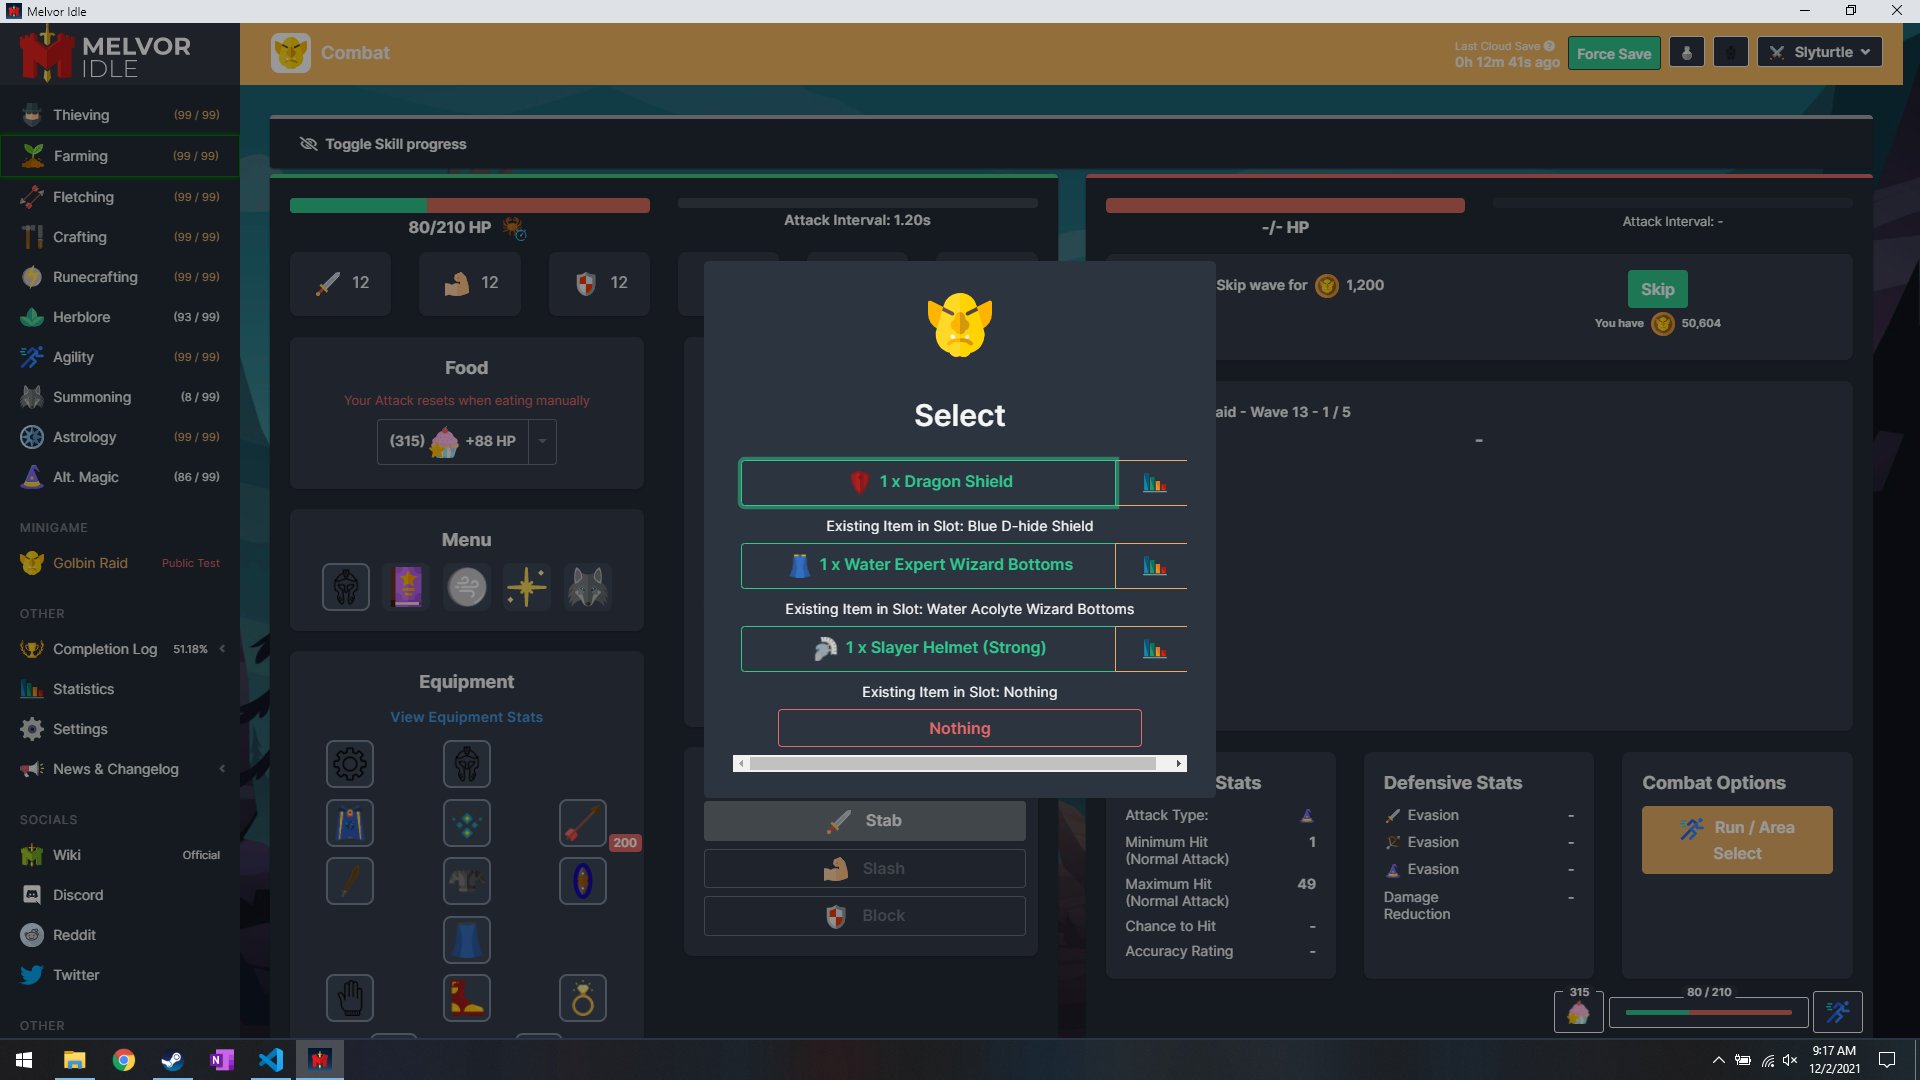 Melvor Idle
MELVOR
IDLE
Combat
Last Cloud Save
0h 12m 41s ago
Force Save
Slyturtle
Thieving (99 / 99)
Farming (99 / 99)
Fletching (99 / 99)
Crafting (99 / 99)
Runecrafting (99 / 99)
Herblore (93 / 99)
Agility (99 / 99)
Summoning (8 / 99)
Astrology (99 / 99)
Alt. Magic (86 / 99)
MINIGAME
Golbin Raid Public Test
OTHER
Completion Log 51.18%
Statistics
Settings
News & Changelog
SOCIALS
Wiki Official
Discord
Reddit
Twitter
OTHER
Toggle Skill progress
80/210 HP
Attack Interval: 1.20s
12
12
12
Food
Your Attack resets when eating manually
(315) +88 HP
Menu
Equipment
View Equipment Stats
200
Select
1 x Dragon Shield
Existing Item in Slot: Blue D-hide Shield
1 x Water Expert Wizard Bottoms
Existing Item in Slot: Water Acolyte Wizard Bottoms
1 x Slayer Helmet (Strong)
Existing Item in Slot: Nothing
Nothing
Stab
Slash
Block
-/- HP
Attack Interval: -
Skip wave for 1,200
Skip
You have 50,604
aid - Wave 13 - 1 / 5
-
Stats
Attack Type:
Minimum Hit
(Normal Attack) 1
Maximum Hit
(Normal Attack) 49
Chance to Hit -
Accuracy Rating -
Defensive Stats
Evasion -
Evasion -
Evasion -
Damage
Reduction -
Combat Options
Run / Area
Select
315
80 / 210
9:17 AM
12/2/2021